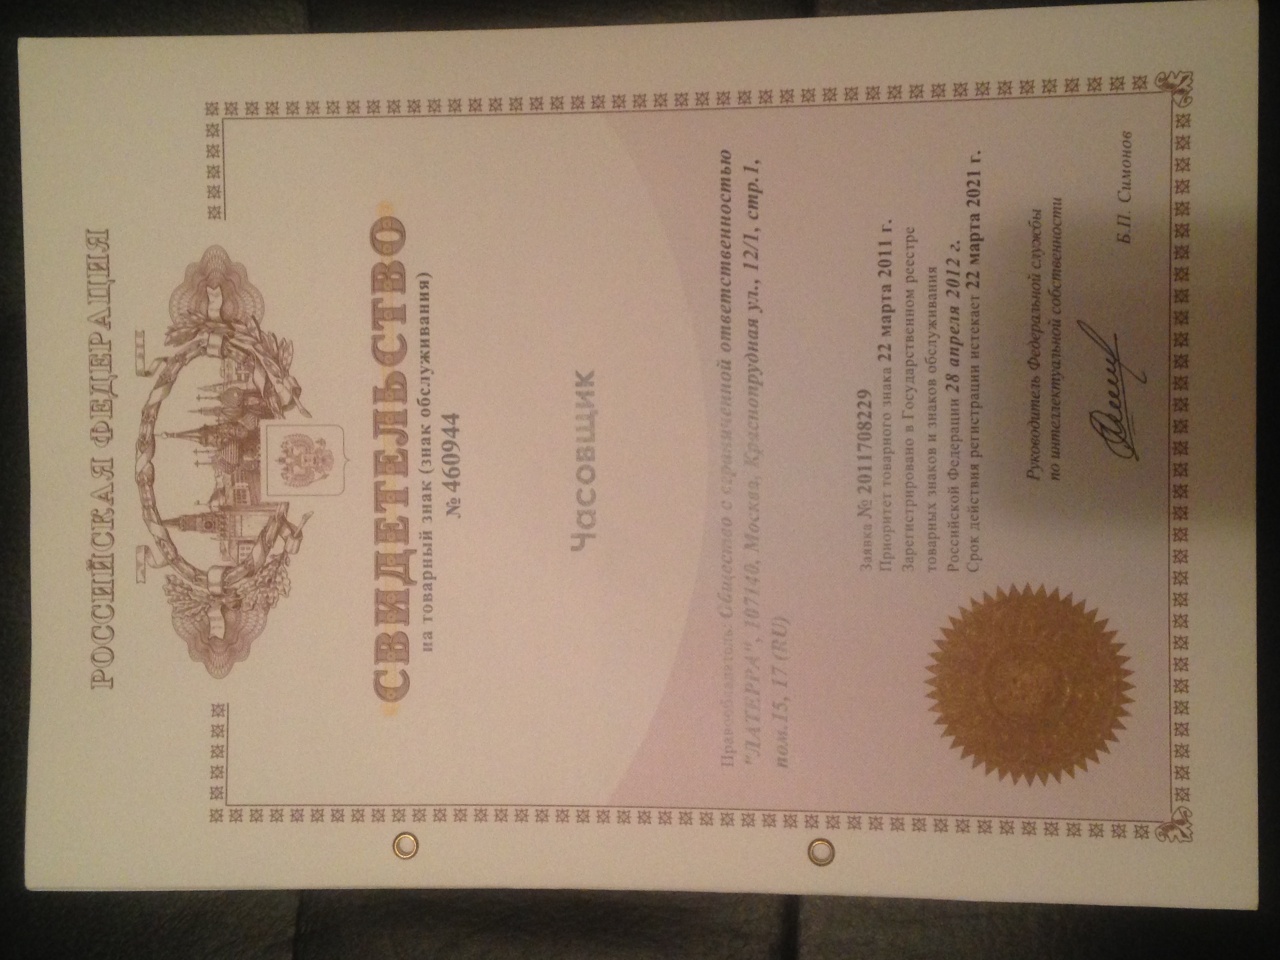 РОССИЙСКАЯ ФЕДЕРАЦИЯ
СВИДЕТЕЛЬСТВО
на товарный знак (знак обслуживания)
№ 460944
Часовщик
Правообладатель: Общество с ограниченной ответственностью
"ЛАТЕРРА", 107140, Москва, Краснопрудная ул., 12/1, стр.1,
пом.15, 17 (RU)
Заявка № 2011708229
Приоритет товарного знака 22 марта 2011 г.
Зарегистрировано в Государственном реестре
товарных знаков и знаков обслуживания
Российской Федерации 28 апреля 2012 г.
Срок действия регистрации истекает 22 марта 2021 г.
Руководитель Федеральной службы
по интеллектуальной собственности
Б.П. Симонов